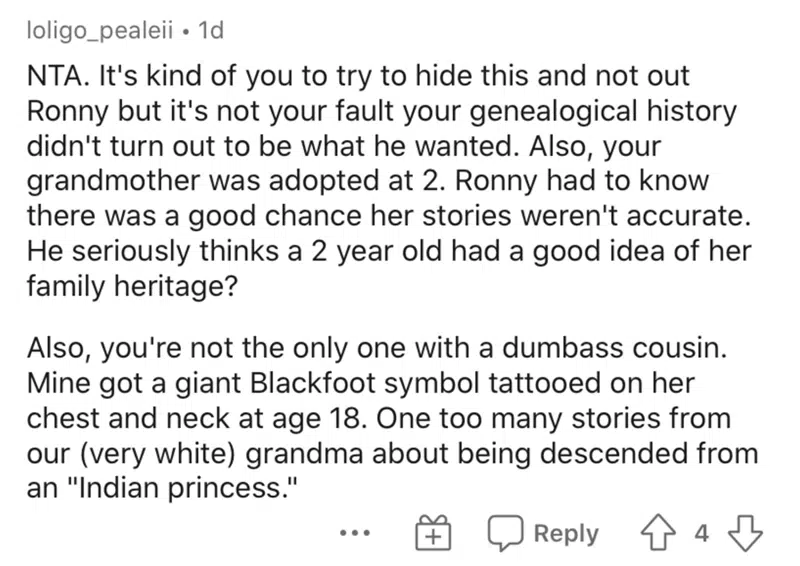 loligo_pealeii • 1d
NTA. It's kind of you to try to hide this and not out
Ronny but it's not your fault your genealogical history
didn't turn out to be what he wanted. Also, your
grandmother was adopted at 2. Ronny had to know
there was a good chance her stories weren't accurate.
He seriously thinks a 2 year old had a good idea of her
family heritage?
Also, you're not the only one with a dumbass cousin.
Mine got a giant Blackfoot symbol tattooed on her
chest and neck at age 18. One too many stories from
our (very white) grandma about being descended from
an "Indian princess."
Reply 4